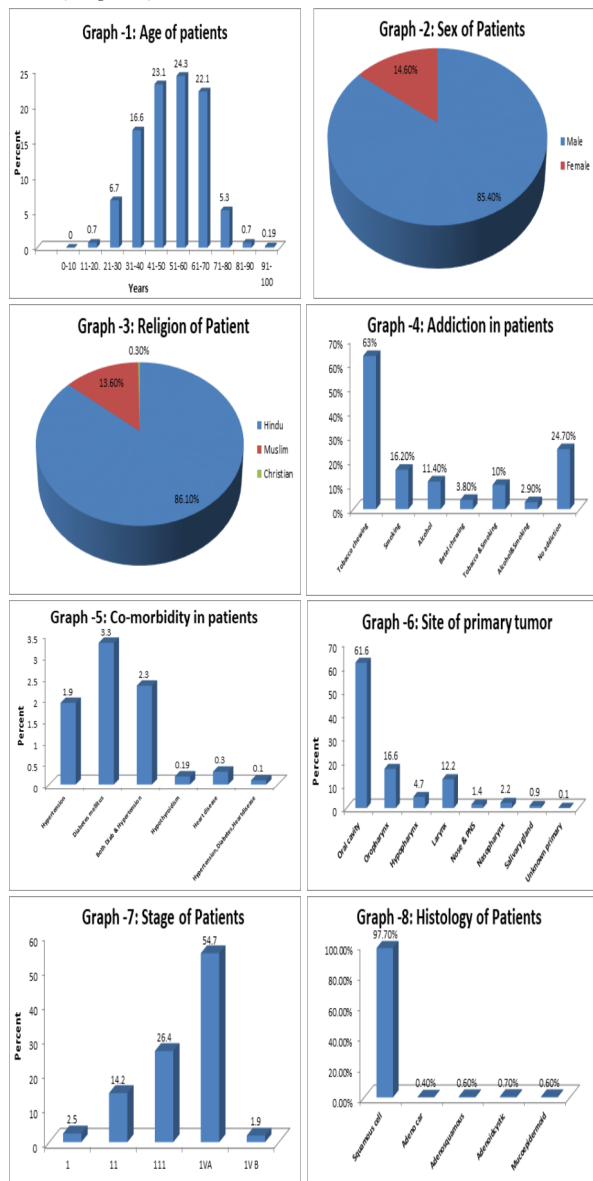 Graph -1: Age of patients
Percent
25
20
15
10
5
0
0 0.7 6.7 16.6 23.1 24.3 22.1 5.3 0.7 0.19
0-10 11-20. 21-30 31-40 41-50 51-60 61-70 71-80 81-90 91-100
Years
Graph -2: Sex of Patients
14.60%
85.40%
Male
Female
Graph -3: Religion of Patient
0.30%
13.60%
86.10%
Hindu
Muslim
Christian
Graph -4: Addiction in patients
70%
60%
50%
40%
30%
20%
10%
0%
63% 16.20% 11.40% 3.80% 10% 2.90% 24.70%
Tobacco chewing
Smoking
Alcohol
Betel chewing
Tobacco &Smoking
Alcohol&Smoking
No addiction
Graph -5: Co-morbidity in patients
Percent
3.5
3
2.5
2
1.5
1
0.5
0
1.9 3.3 2.3 0.19 0.3 0.1
Hypertension
Diabetes mellitus
Both Diab & Hypertension
Hypothyoidism
Heart disease
Hypertension,Diabdes,Heartdisease
Graph -6: Site of primary tumor
Percent
70
60
50
40
30
20
10
0
61.6 16.6 4.7 12.2 1.4 2.2 0.9 0.1
Oral cavity
Oropharynx
Hypopharynx
Larynx
Nose & PNS
Nasopharynx
Salivary gland
Unknown primary
Graph -7: Stage of Patients
Percent
60
50
40
30
20
10
0
2.5 14.2 26.4 54.7 1.9
1 11 111 1VA 1V B
Graph -8: Histology of Patients
100.00%
80.00%
60.00%
40.00%
20.00%
0.00%
97.70% 0.40% 0.60% 0.70% 0.60%
Squamous cell
Adeno car
Adenosquamous
Adenoidcystic
Mucoepidermoid